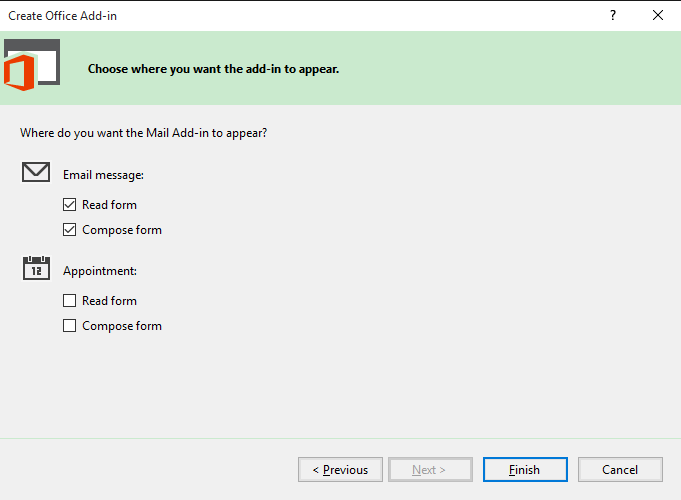 Create Office Add-in
?
Choose where you want the add-in to appear.
Where do you want the Mail Add-in to appear?
Email message:
Read form
Compose form
12
Appointment:
Read form
Compose form
< Previous
Next >
Finish
Cancel